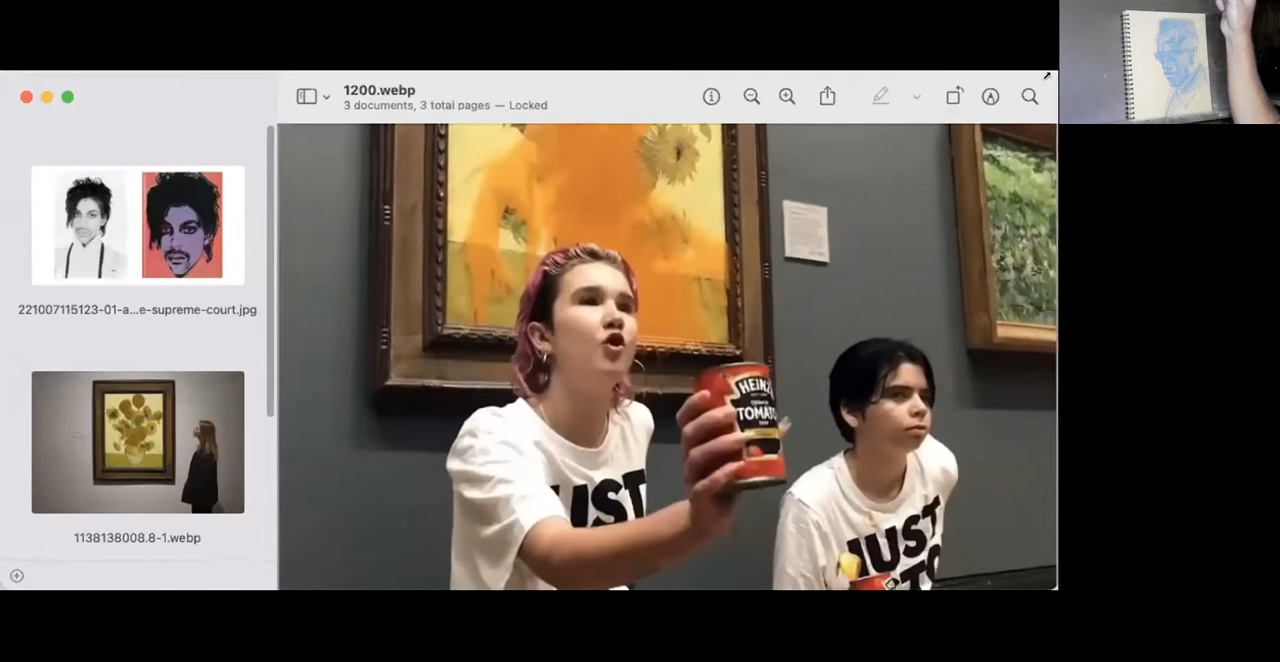 1200.webp
3 documents, 3 total pages — Locked
221007115123-01-a...e-supreme-court.jpg
1138138008.8-1.webp
HEINZ
TOMATO
JUST
JUST